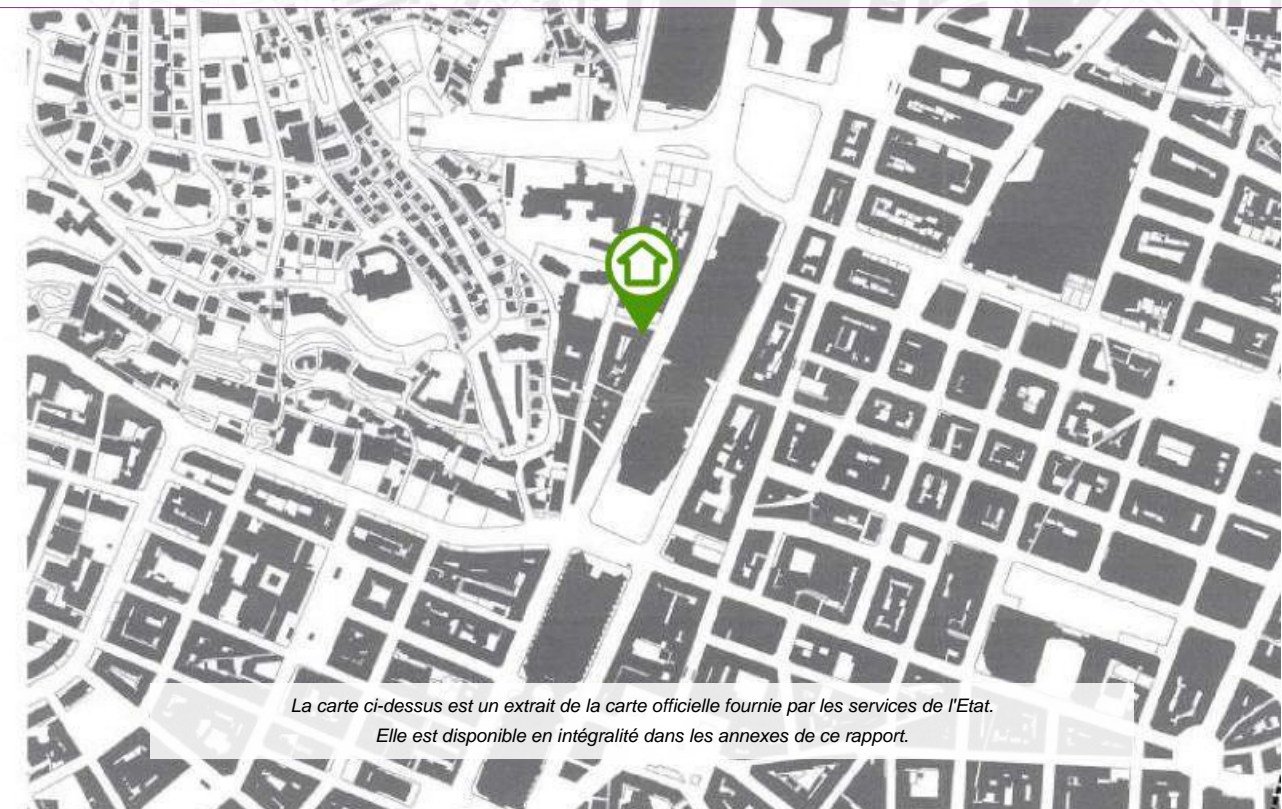 La carte ci-dessus est un extrait de la carte officielle fournie par les services de l'Etat.
Elle est disponible en intégralité dans les annexes de ce rapport.